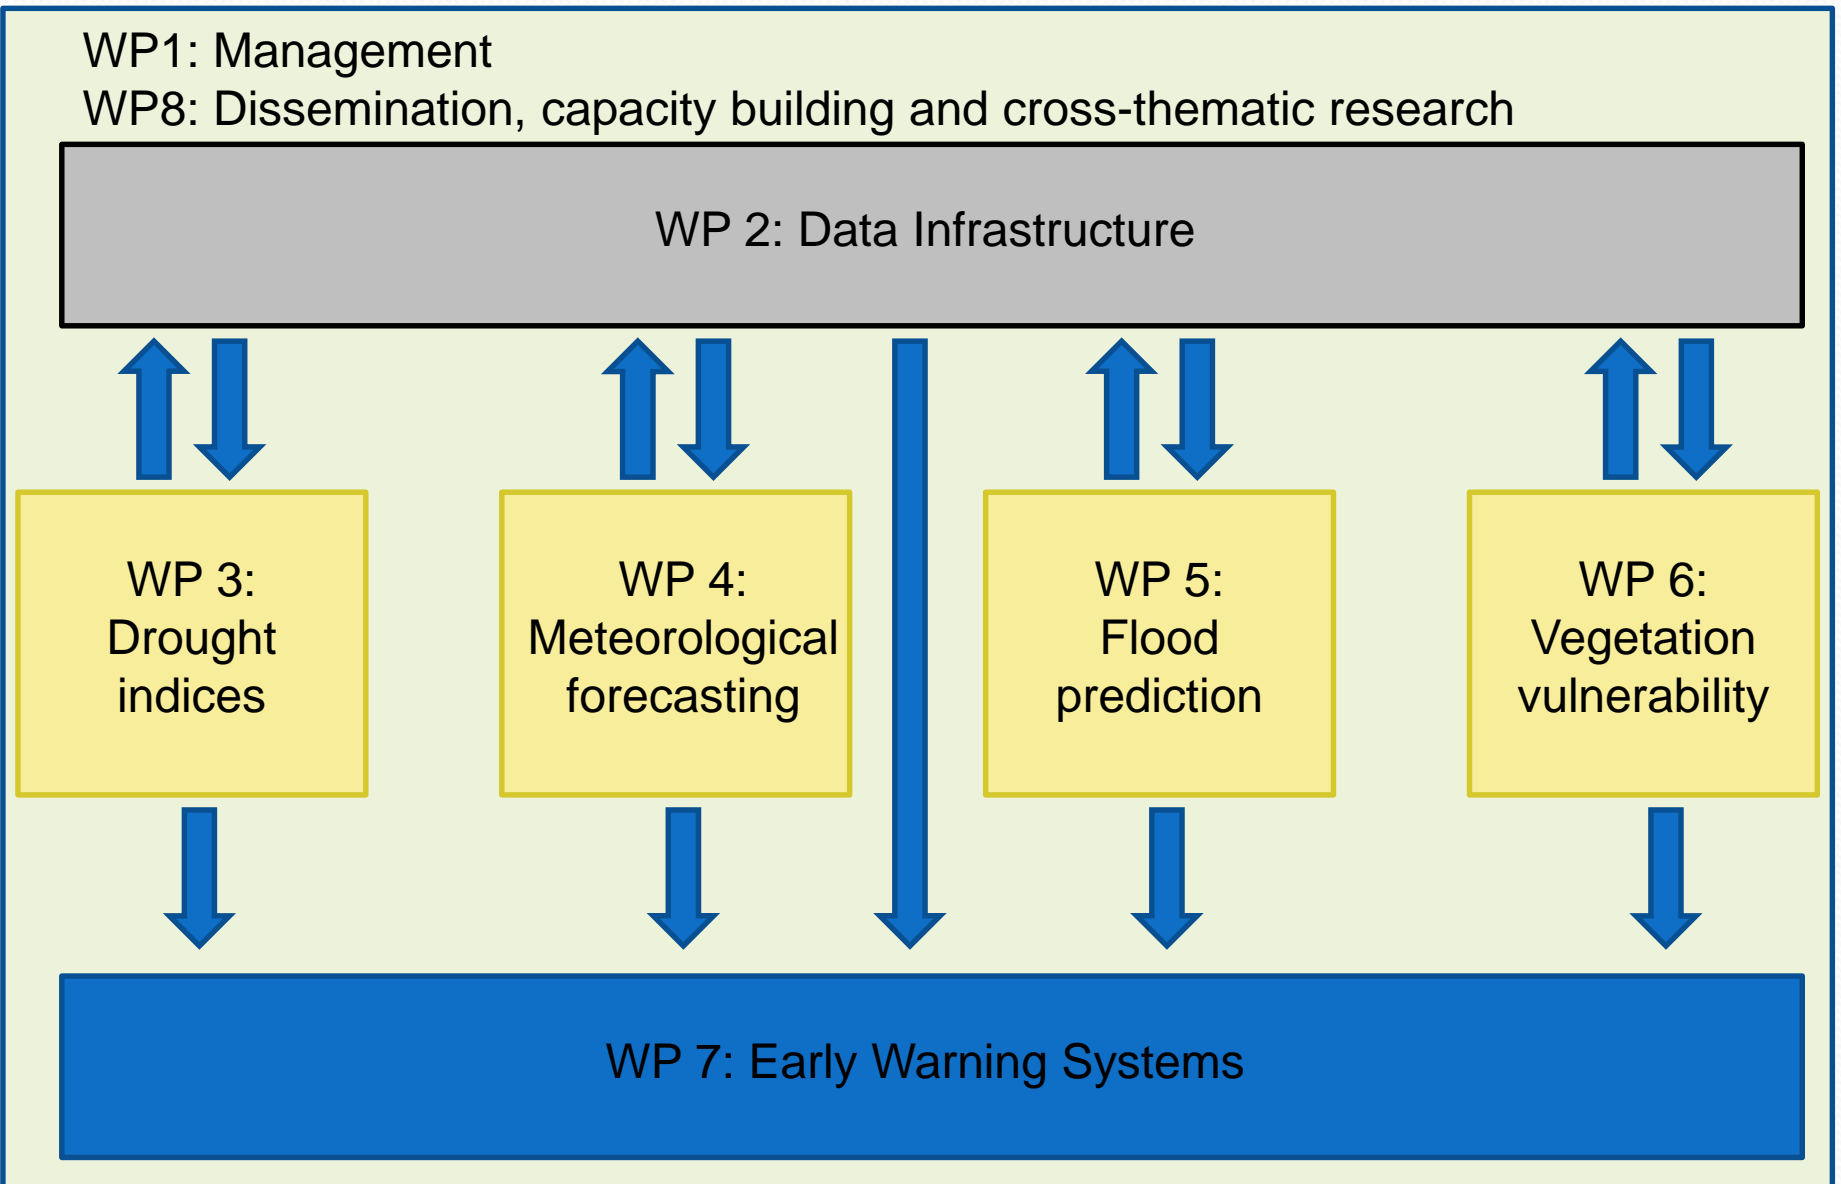 WP1: Management
WP8: Dissemination, capacity building and cross-thematic research
WP 2: Data Infrastructure
WP 3:
Drought
indices
WP 4:
Meteorological
forecasting
WP 5:
Flood
prediction
WP 6:
Vegetation
vulnerability
WP 7: Early Warning Systems